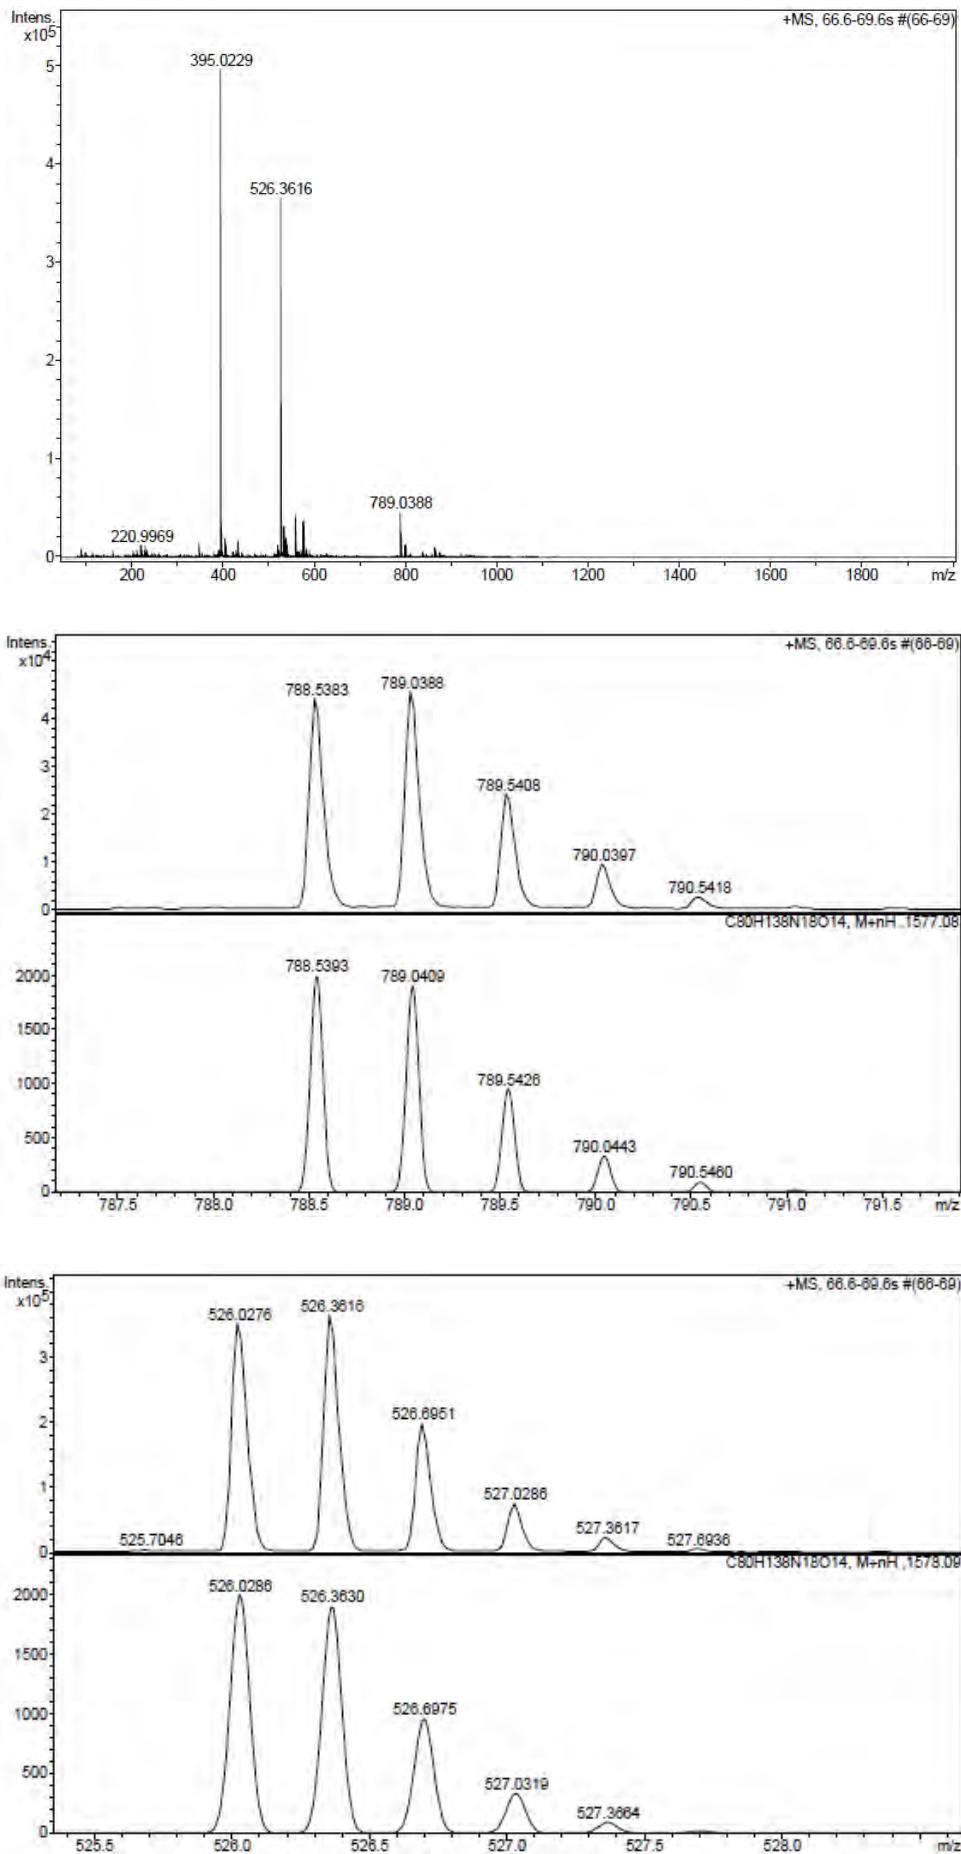 Intens.
x10⁵
+MS, 66.6-69.6s #(66-69)
395.0229
5
4
526.3616
3
2
1
789.0388
220.9969
0
200 400 600 800 1000 1200 1400 1600 1800 m/z
Intens.
x10⁴
+MS, 66.6-69.6s #(66-69)
788.5383 789.0388
4
3
789.5408
2
790.0397
1
790.5418
0
C80H138N18O14, M+nH ,1577.08
788.5393 789.0409
2000
1500
789.5426
1000
790.0443
500
790.5460
0
787.5 788.0 788.5 789.0 789.5 790.0 790.5 791.0 791.5 m/z
Intens.
x10⁵
+MS, 66.6-69.6s #(66-69)
526.0276 526.3616
3
526.6951
2
527.0286
1
525.7046 527.3617 527.6936
0
C80H138N18O14, M+nH ,1578.09
526.0286 526.3630
2000
1500
526.6975
1000
527.0319
500
527.3664
0
525.5 526.0 526.5 527.0 527.5 528.0 m/z